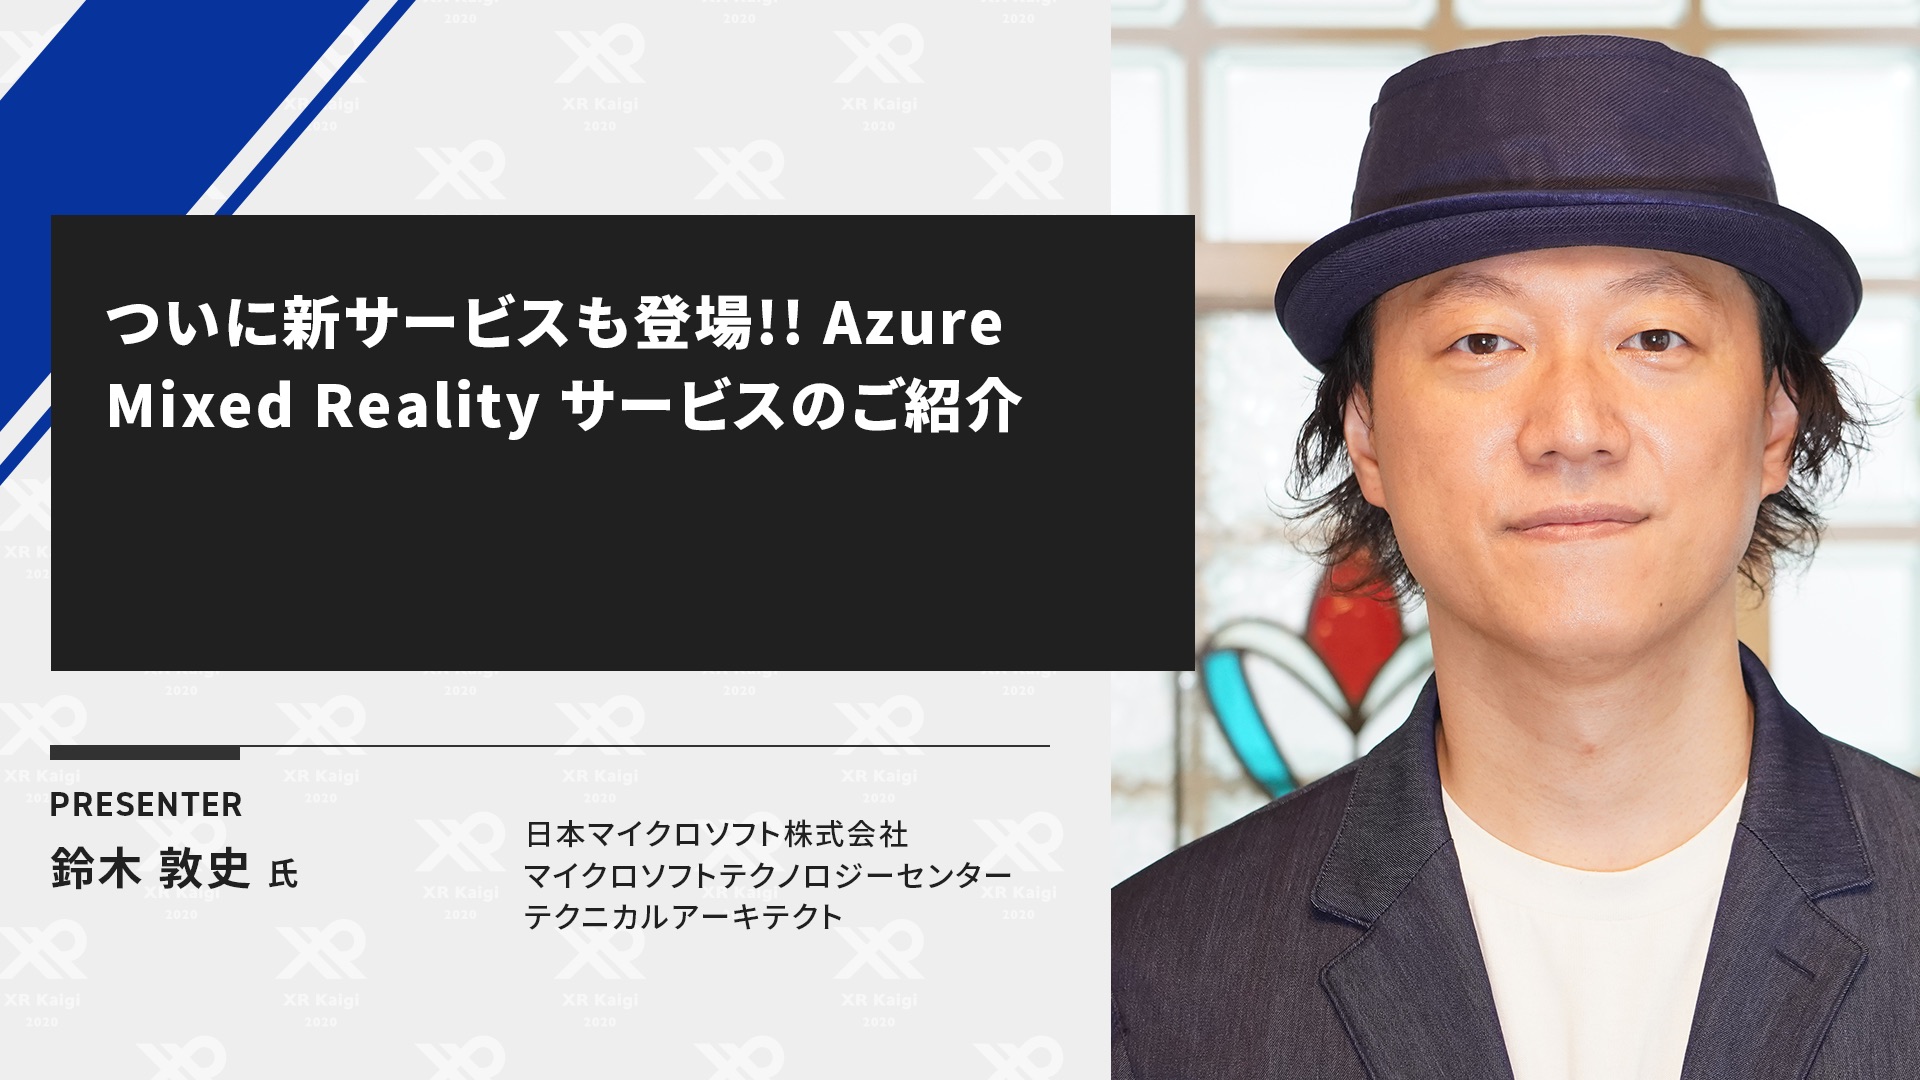 ついに新サービスも登場!! Azure
Mixed Reality サービスのご紹介
PRESENTER
鈴木 敦史 氏
日本マイクロソフト株式会社
マイクロソフトテクノロジーセンター
テクニカルアーキテクト
XR Kaigi
2020